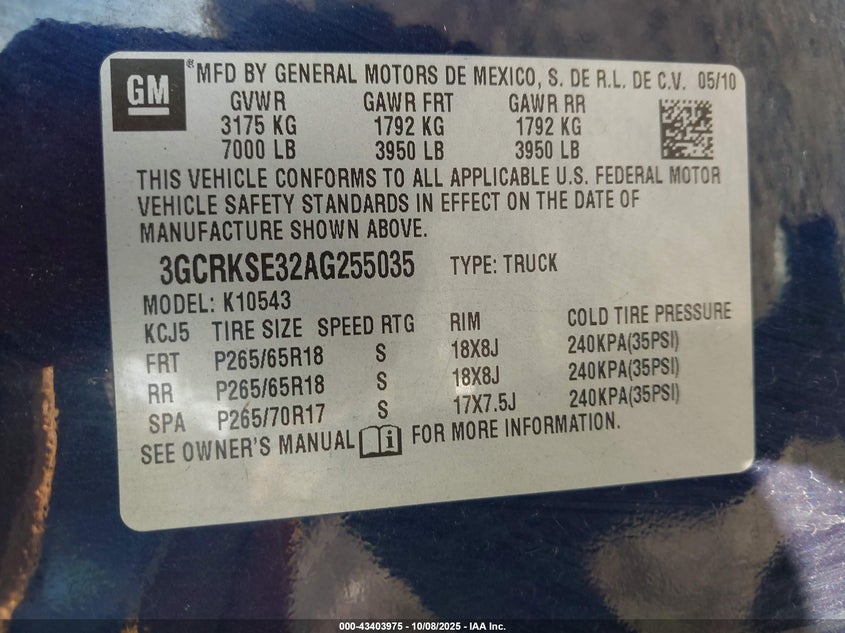 GM
® MFD BY GENERAL MOTORS DE MEXICO, S. DE R.L. DE C.V. 05/10
GVWR GAWR FRT GAWR RR
3175 KG 1792 KG 1792 KG
7000 LB 3950 LB 3950 LB
THIS VEHICLE CONFORMS TO ALL APPLICABLE U.S. FEDERAL MOTOR
VEHICLE SAFETY STANDARDS IN EFFECT ON THE DATE OF
MANUFACTURE SHOWN ABOVE.
3GCRKSE32AG255035 TYPE: TRUCK
MODEL: K10543
KCJ5 TIRE SIZE SPEED RTG RIM COLD TIRE PRESSURE
FRT P265/65R18 S 18X8J 240KPA(35PSI)
RR P265/65R18 S 18X8J 240KPA(35PSI)
SPA P265/70R17 S 17X7.5J 240KPA(35PSI)
SEE OWNER'S MANUAL FOR MORE INFORMATION.
000-43403975 - 10/08/2025 - IAA Inc.